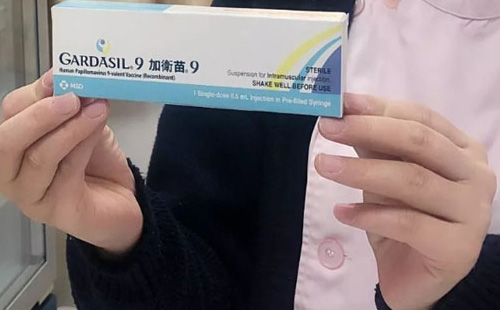 GARDASIL® 9 加衛苗® 9
Human Papillomavirus 9-valent Vaccine (Recombinant)
MSD
Suspension for Intramuscular injection.
STERILE
SHAKE WELL BEFORE USE
1 Single-dose 0.5 mL Injection in Pre-filled Syringe